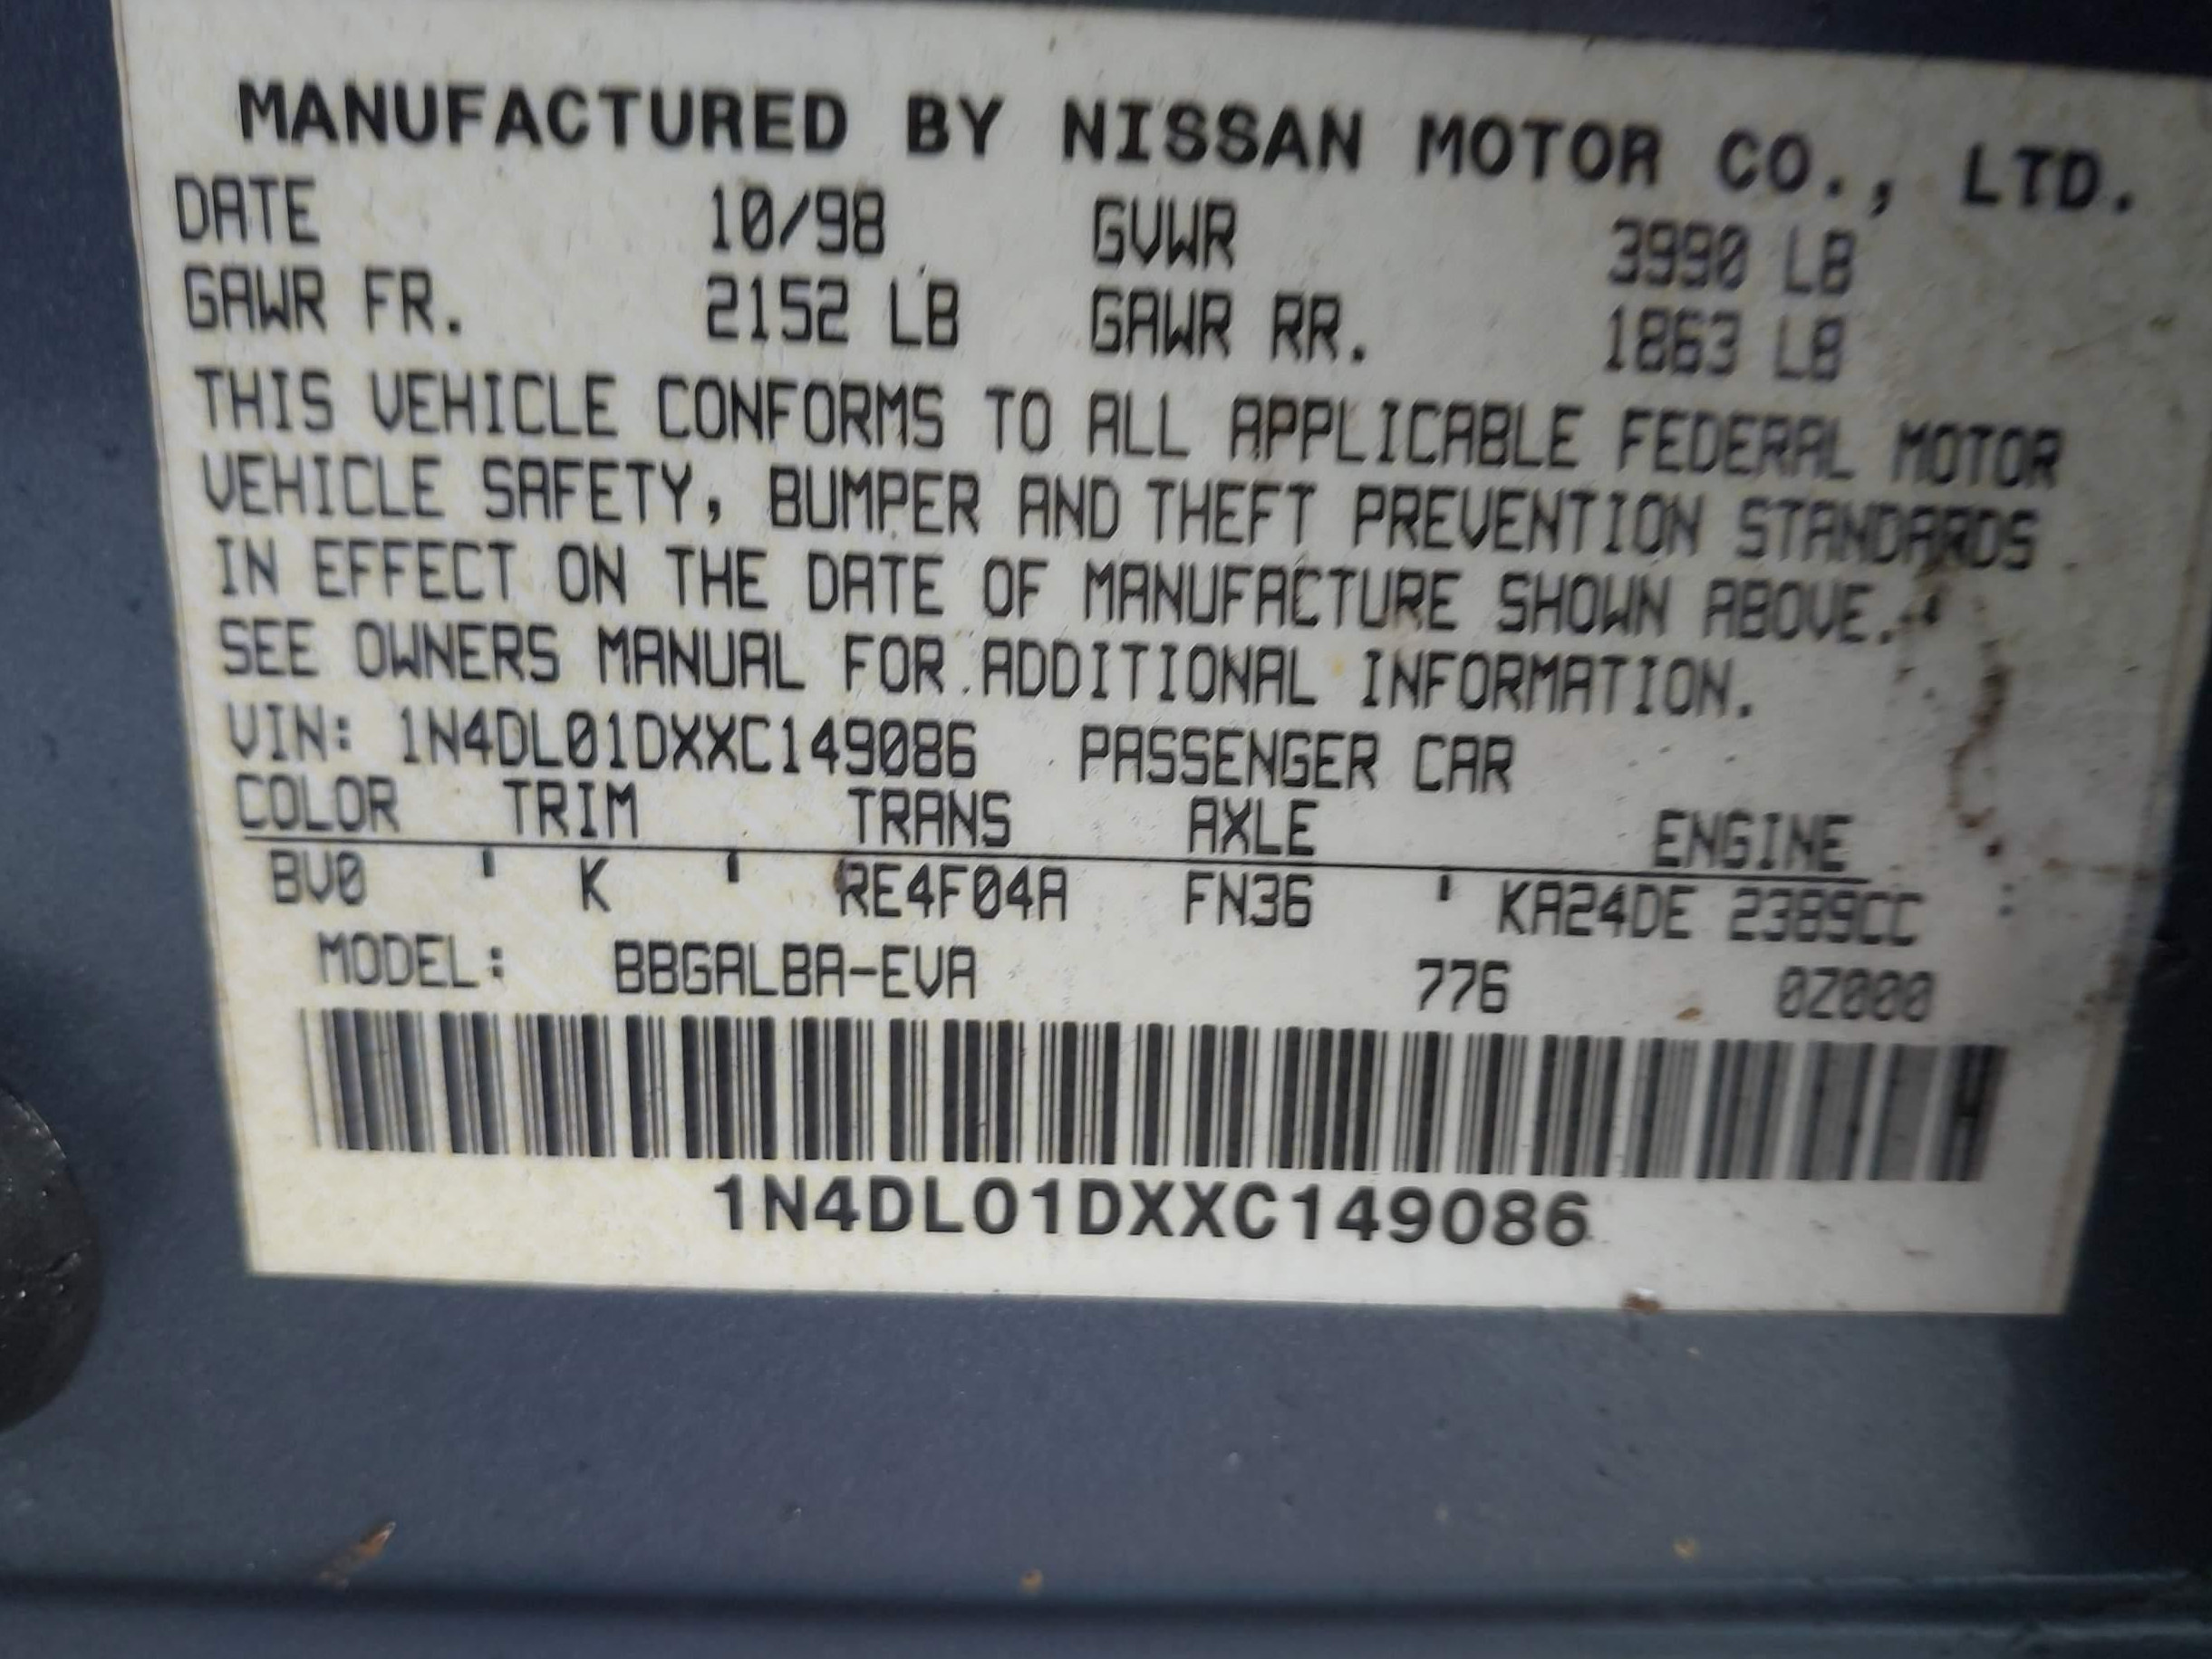 MANUFACTURED BY NISSAN MOTOR CO., LTD.
DATE 10/98 GVWR 3990 LB
GAWR FR. 2152 LB GAWR RR. 1863 LB
THIS VEHICLE CONFORMS TO ALL APPLICABLE FEDERAL MOTOR
VEHICLE SAFETY, BUMPER AND THEFT PREVENTION STANDARDS
IN EFFECT ON THE DATE OF MANUFACTURE SHOWN ABOVE.
SEE OWNERS MANUAL FOR ADDITIONAL INFORMATION.
VIN: 1N4DL01DXXC149086 PASSENGER CAR
COLOR TRIM TRANS AXLE ENGINE
BV0 K RE4F04A FN36 KA24DE 2389CC
MODEL: BBGALBA-EVA 776 0Z000
1N4DL01DXXC149086